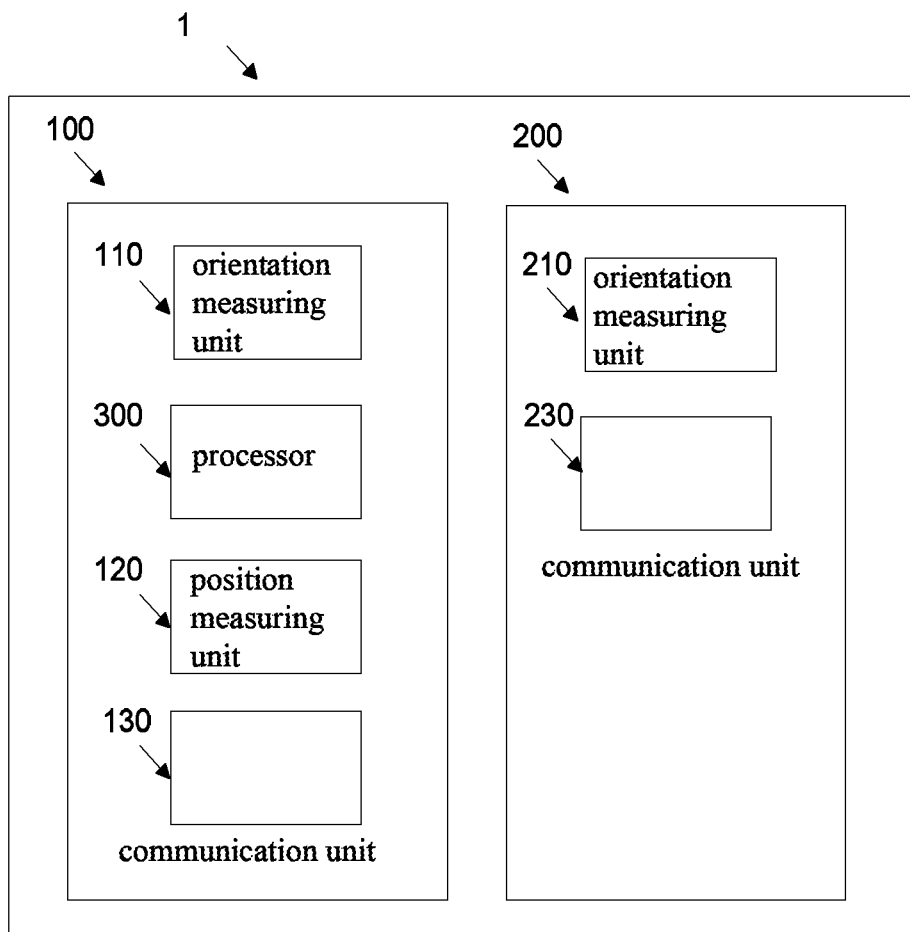 1
100
110
orientation
measuring
unit
300
processor
120
position
measuring
unit
130
communication unit
200
210
orientation
measuring
unit
230
communication unit